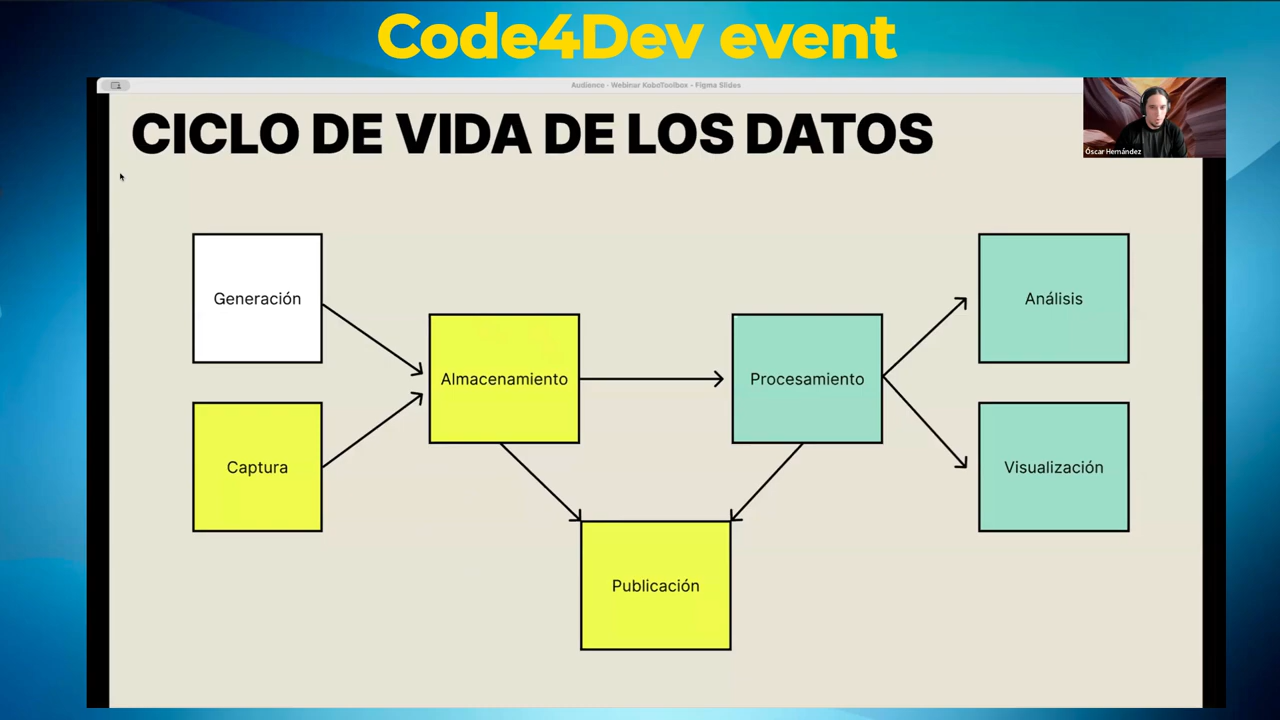 Code4Dev event
Audience - Webinar KoboToolbox - Figma Slides
CICLO DE VIDA DE LOS DATOS
Óscar Hernández
Generación
Análisis
Almacenamiento
Procesamiento
Captura
Visualización
Publicación